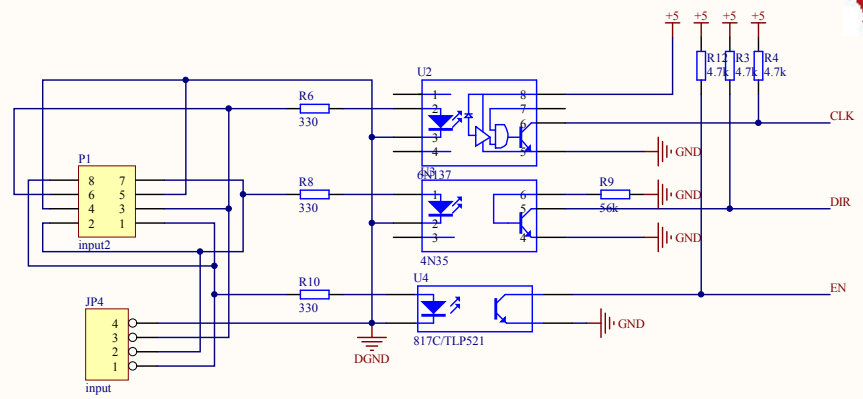 +5 +5 +5 +5
R12 R3 R4
4.7k 4.7k 4.7k
U2
R6
330
1 8
2 7
3 6
4 5
CLK
GND
6N137
U3
P1
8 7
6 5
4 3
2 1
input2
R8
330
1 6
2 5
3 4
4N35
R9
56k
GND
DIR
GND
R10
330
U4
817C/TLP521
EN
GND
JP4
4
3
2
1
input
DGND